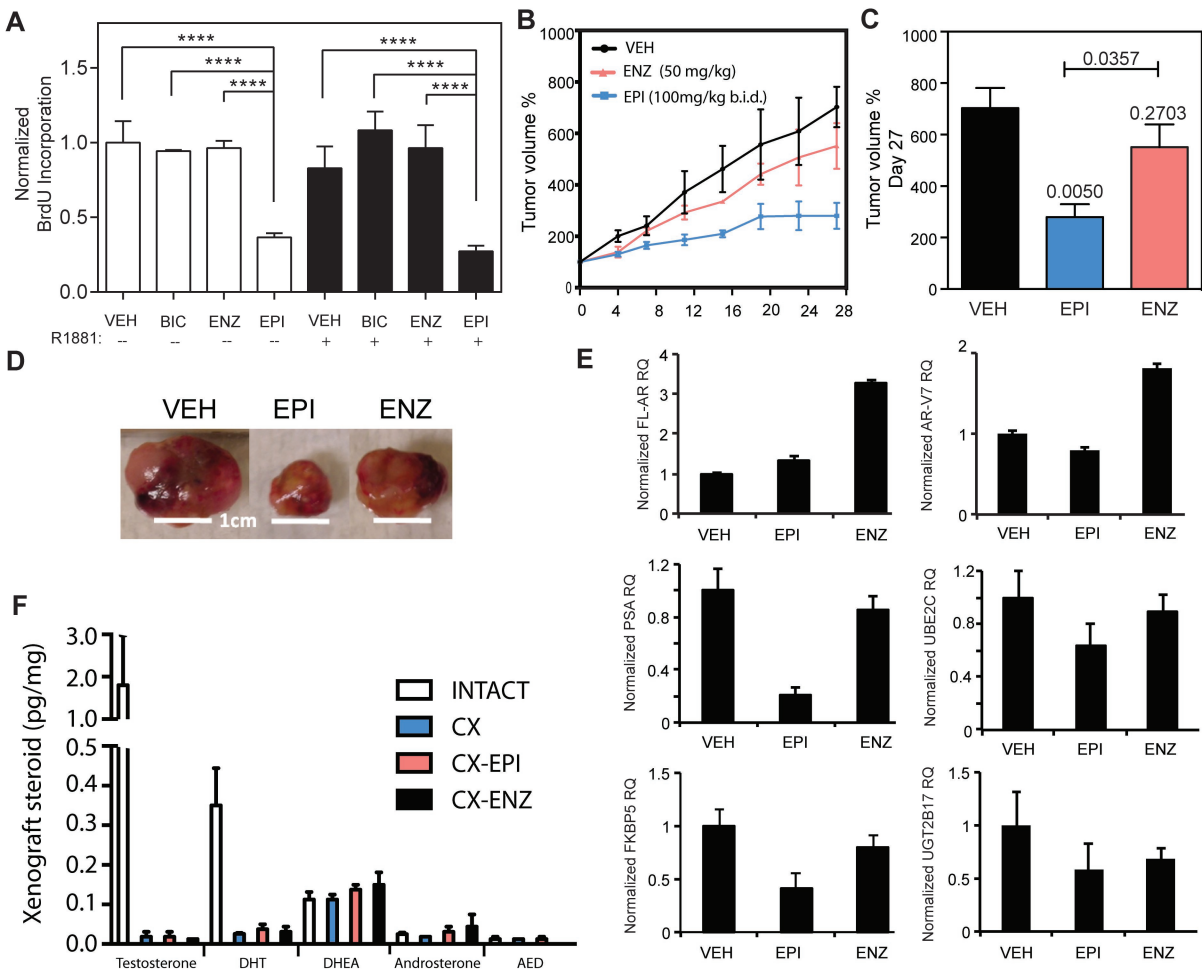 A
****
****
****
****
****
****
Normalized
BrdU Incorporation
1.5
1.0
0.5
0.0
VEH BIC ENZ EPI VEH BIC ENZ EPI
R1881: -- -- -- -- + + + +
B
Tumor volume %
1000
800
600
400
200
0
VEH
ENZ (50 mg/kg)
EPI (100mg/kg b.i.d.)
0 4 8 12 16 20 24 28
C
Tumor volume %
Day 27
1000
800
600
400
200
0
0.0357
0.2703
0.0050
VEH EPI ENZ
D
VEH EPI ENZ
1cm
E
Normalized FL-AR RQ
4
3
2
1
0
VEH EPI ENZ
Normalized AR-V7 RQ
2
1
0
VEH EPI ENZ
Normalized PSA RQ
1.2
0.8
0.4
0
VEH EPI ENZ
Normalized UBE2C RQ
1.2
0.8
0.4
0
VEH EPI ENZ
Normalized FKBP5 RQ
1.5
1
0.5
0
VEH EPI ENZ
Normalized UGT2B17 RQ
1.5
1
0.5
0
VEH EPI ENZ
F
Xenograft steroid (pg/mg)
3.0
2.0
1.0
0.5
0.4
0.3
0.2
0.1
0.0
INTACT
CX
CX-EPI
CX-ENZ
Testosterone DHT DHEA Androsterone AED